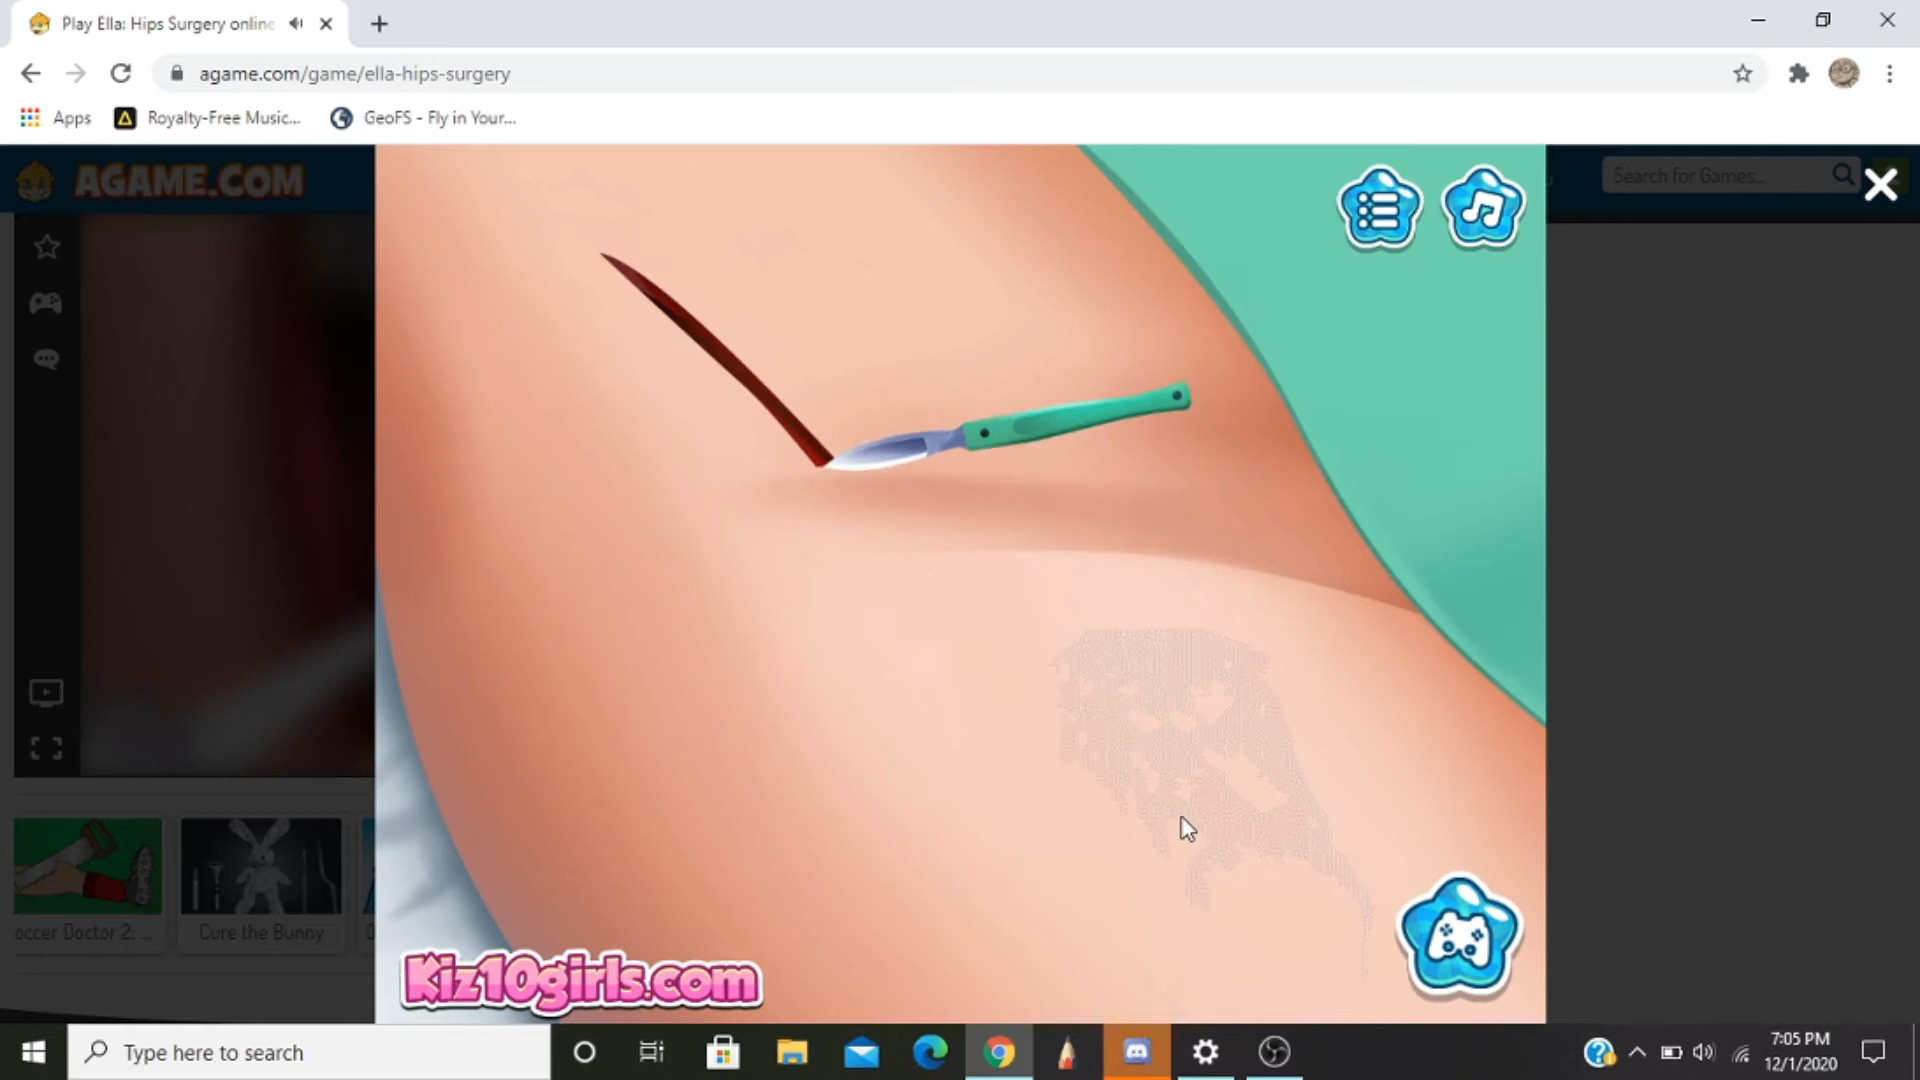 Play Ella: Hips Surgery online
agame.com/game/ella-hips-surgery
Apps
Royalty-Free Music...
GeoFS - Fly in Your...
AGAME.COM
Search for Games...
occer Doctor 2: ...
Cure the Bunny
Kiz10girls.com
Type here to search
7:05 PM
12/1/2020